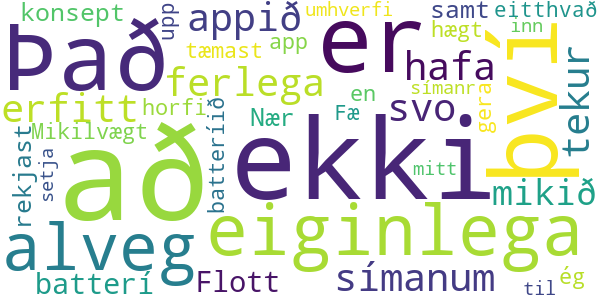 konsept
upp
appið
umhverfi
er
samt
eitthvað
Það
tæmast
app
hægt
inn
því
ferlega
hafa
tekur
erfitt
horfi
en
símanra
svo
gera
Mikilvægt
Nær
Fæ
að
ekki
rekjast
setja
batteríið
mitt
mikið
alveg
eiginlega
batterí
Flott
símanum
til
ég